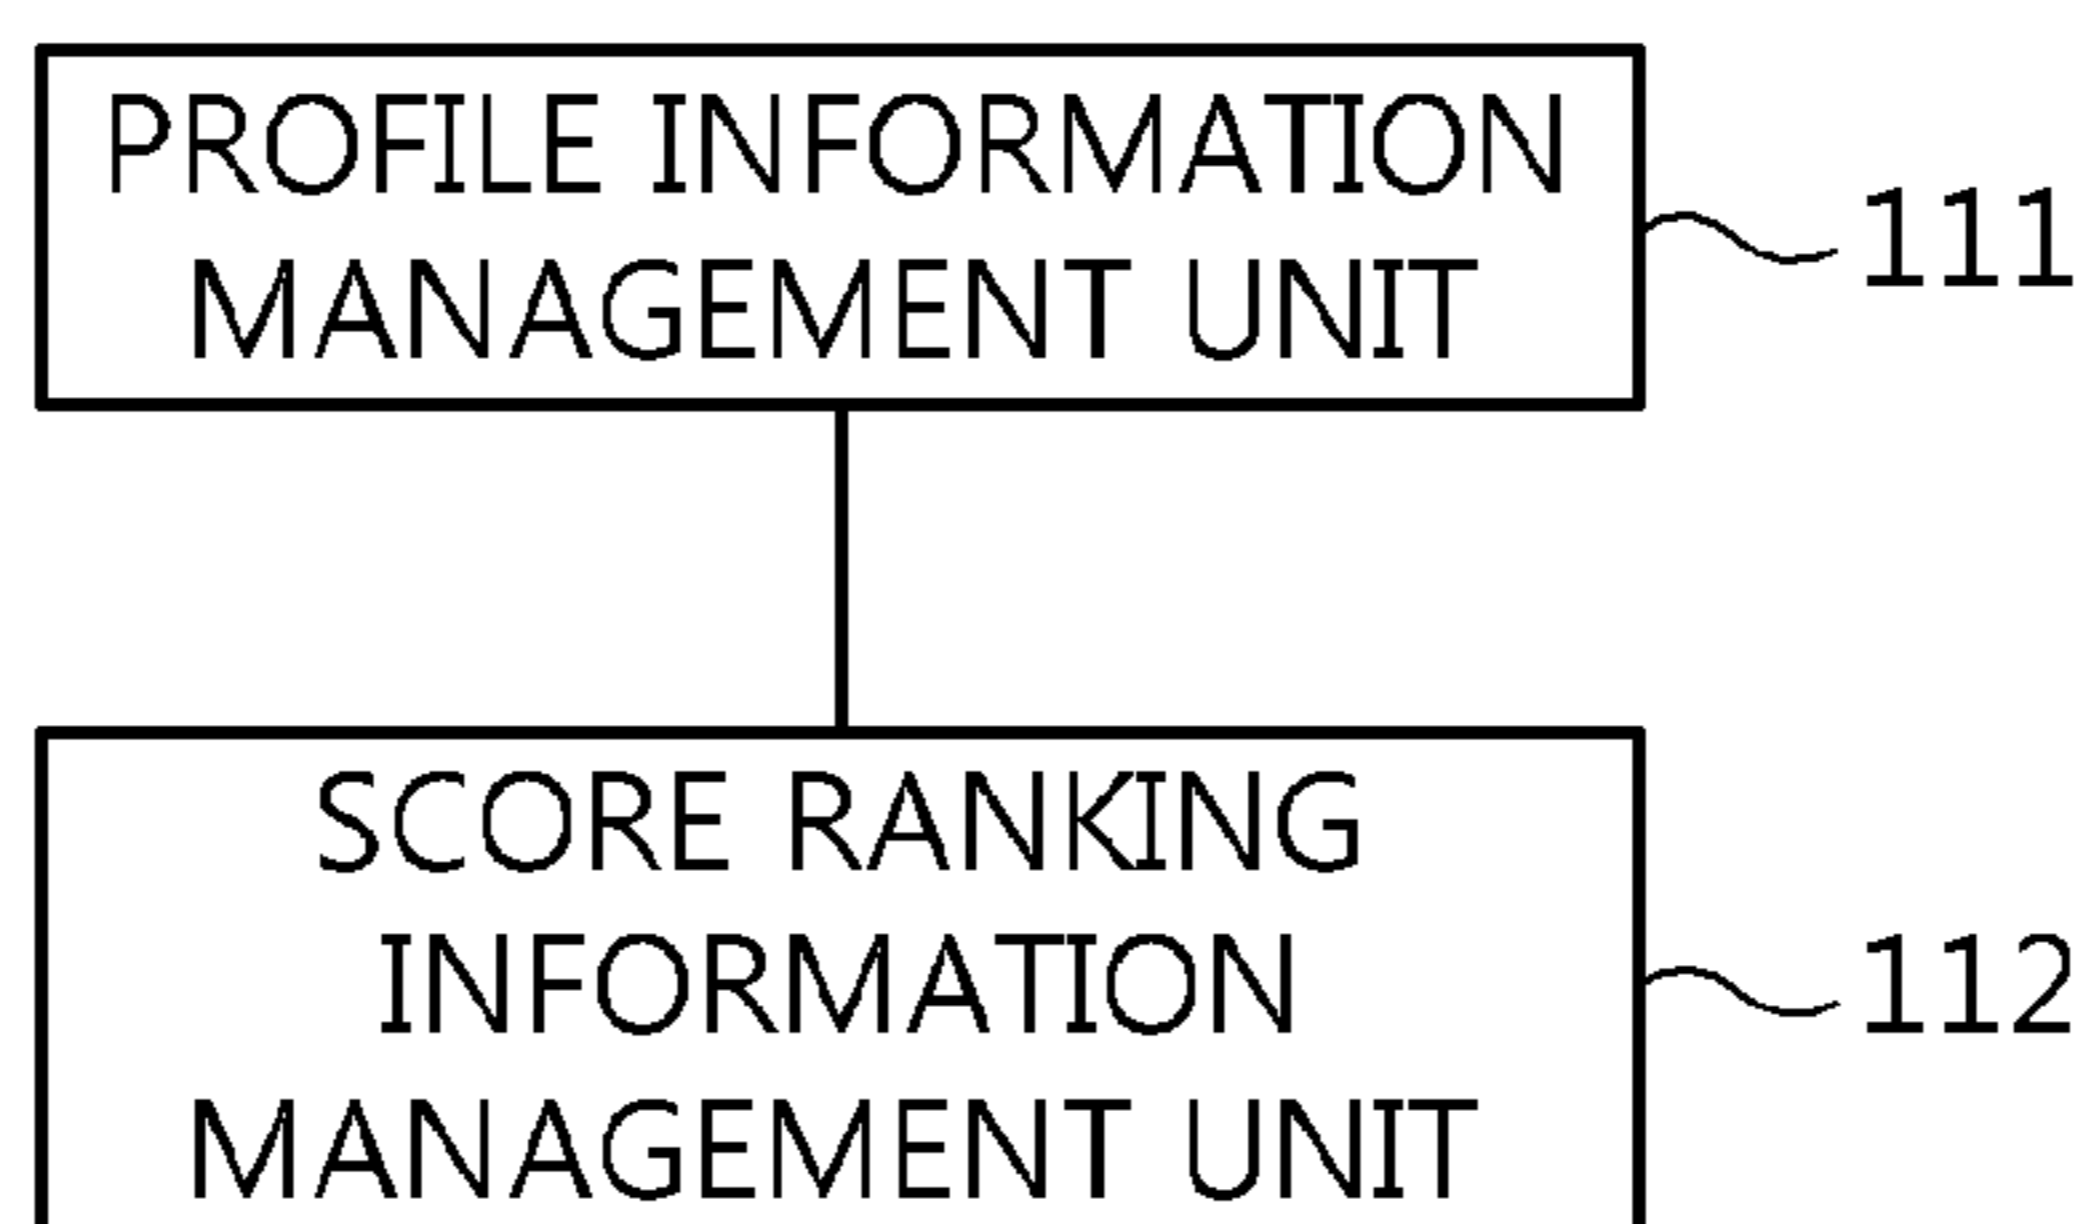 PROFILE INFORMATION
MANAGEMENT UNIT
111
SCORE RANKING
INFORMATION
MANAGEMENT UNIT
112